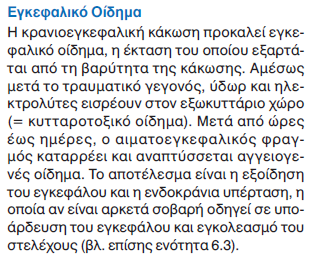 Εγκεφαλικό Οίδημα
Η κρανιοεγκεφαλική κάκωση προκαλεί εγκε-
φαλικό οίδημα, η έκταση του οποίου εξαρτά-
ται από τη βαρύτητα της κάκωσης. Αμέσως
μετά το τραυματικό γεγονός, ύδωρ και ηλε-
κτρολύτες εισρέουν στον εξωκυττάριο χώρο
(= κυτταροτοξικό οίδημα). Μετά από ώρες
έως ημέρες, ο αιματοεγκεφαλικός φραγ-
μός καταρρέει και αναπτύσσεται αγγειογε-
νές οίδημα. Το αποτέλεσμα είναι η εξοίδηση
του εγκεφάλου και η ενδοκράνια υπέρταση, η
οποία αν είναι αρκετά σοβαρή οδηγεί σε υπο-
άρδευση του εγκεφάλου και εγκολεασμό του
στελέχους (βλ. επίσης ενότητα 6.3).